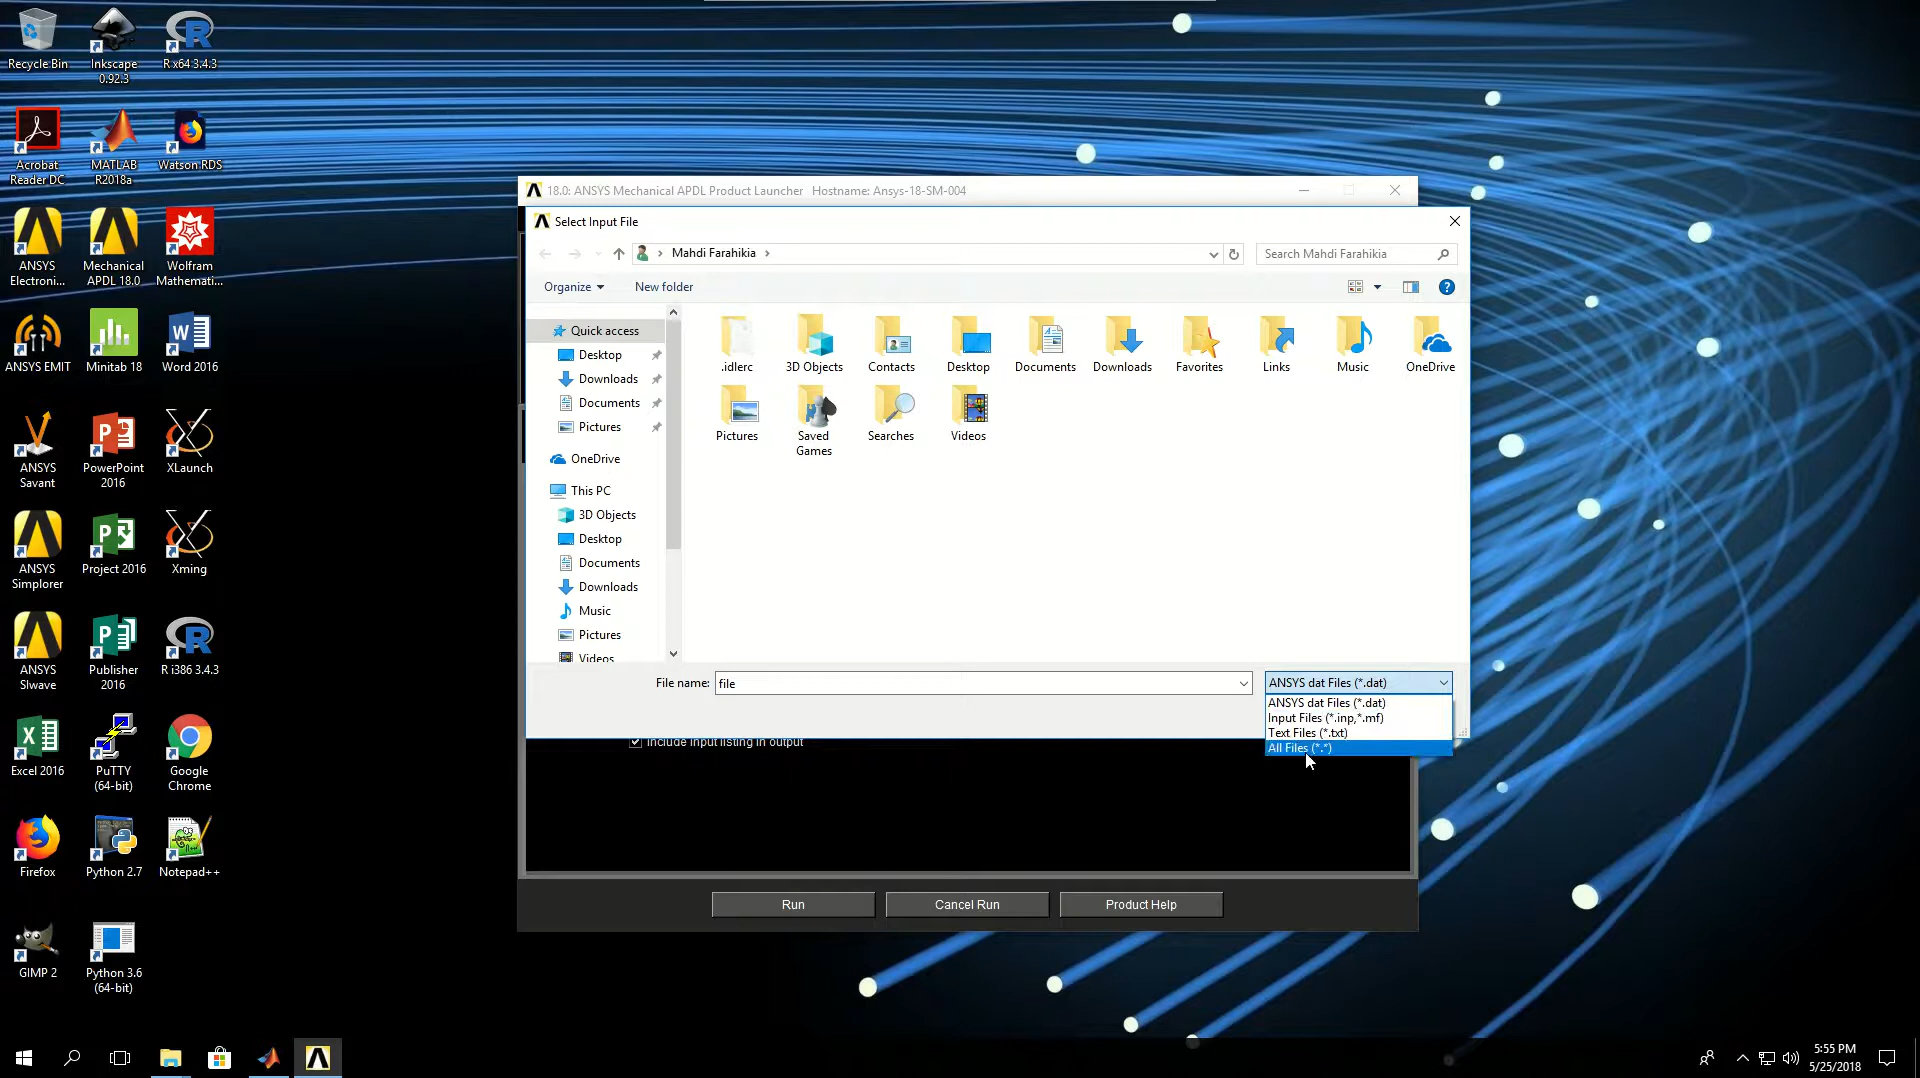 Recycle Bin
Inkscape
0.92.3
R x64 3.4.3
Acrobat
Reader DC
MATLAB
R2018a
Watson RDS
ANSYS
Electroni...
Mechanical
APDL 18.0
Wolfram
Mathemati...
ANSYS EMIT
Minitab 18
Word 2016
ANSYS
Savant
PowerPoint
2016
XLaunch
ANSYS
Simplorer
Project 2016
Xming
ANSYS
SIwave
Publisher
2016
R i386 3.4.3
Excel 2016
PuTTY
(64-bit)
Google
Chrome
Firefox
Python 2.7
Notepad++
GIMP 2
Python 3.6
(64-bit)
18.0: ANSYS Mechanical APDL Product Launcher Hostname: Ansys-18-SM-004
Select Input File
Mahdi Farahikia
Search Mahdi Farahikia
Organize
New folder
Quick access
Desktop
Downloads
Documents
Pictures
OneDrive
This PC
3D Objects
Desktop
Documents
Downloads
Music
Pictures
Videos
.idlerc
3D Objects
Contacts
Desktop
Documents
Downloads
Favorites
Links
Music
OneDrive
Pictures
Saved
Games
Searches
Videos
File name:
file
ANSYS dat Files (*.dat)
ANSYS dat Files (*.dat)
Input Files (*.inp,*.mf)
Text Files (*.txt)
All Files (*.*)
Include input listing in output
Run
Cancel Run
Product Help
5:55 PM
5/25/2018